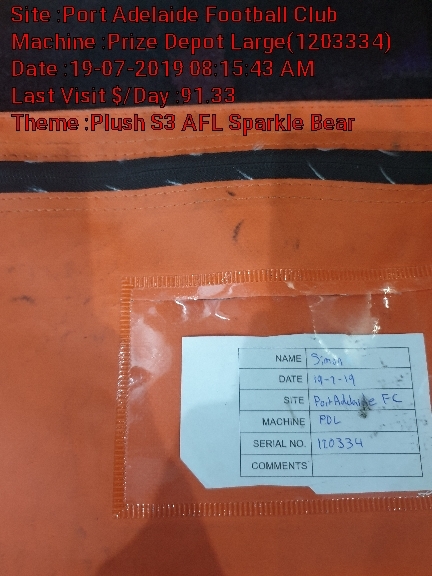 Site :Port Adelaide Football Club
Machine :Prize Depot Large(1203334)
Date :19-07-2019 08:15:43 AM
Last Visit $/Day :91.33
Theme :Plush S3 AFL Sparkle Bear
NAME Simon
DATE 19-7-19
SITE Port Adelaide FC
MACHINE PDL
SERIAL NO. 120334
COMMENTS